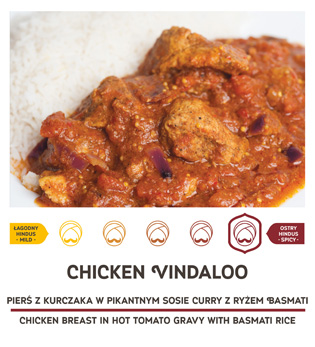 ŁAGODNY
HINDUS
- MILD -
OSTRY
HINDUS
- SPICY -
CHICKEN VINDALOO
PIERŚ Z KURCZAKA W PIKANTNYM SOSIE CURRY Z RYŻEM BASMATI
CHICKEN BREAST IN HOT TOMATO GRAVY WITH BASMATI RICE